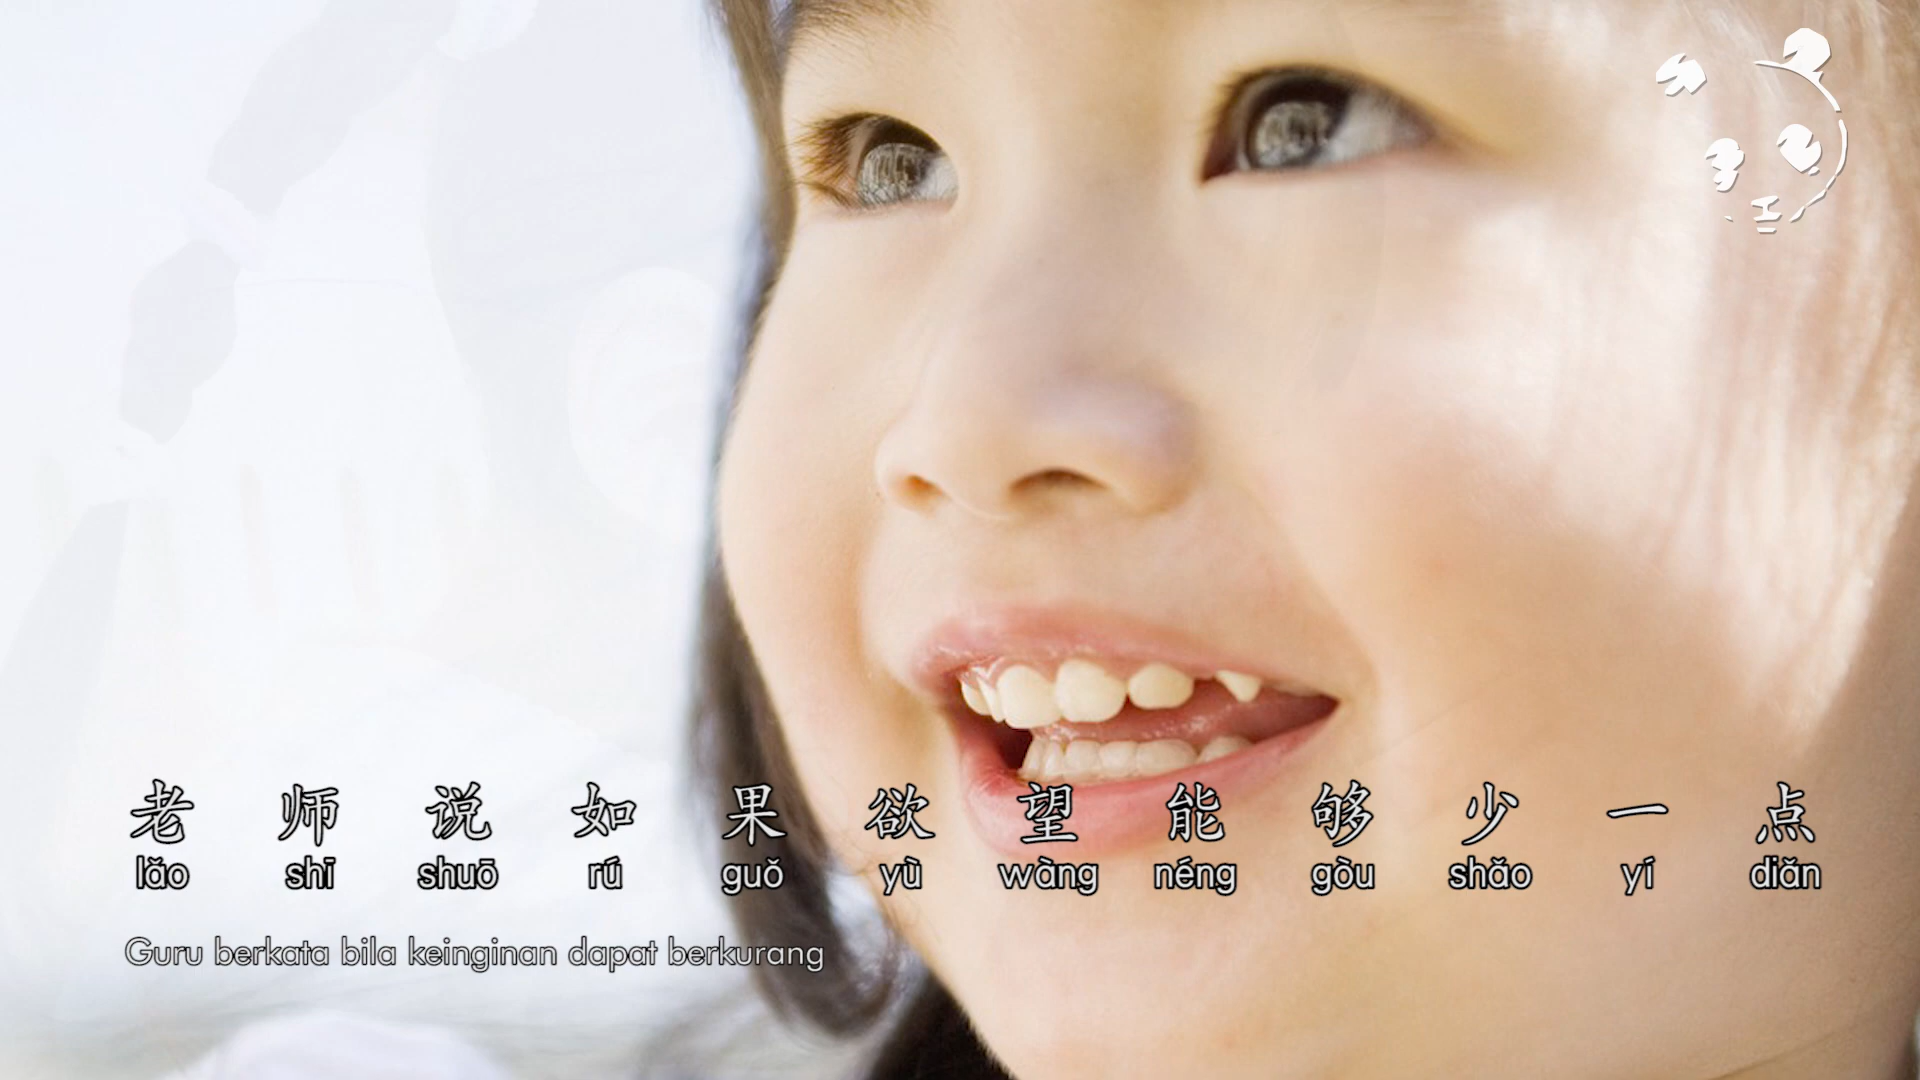 老师说如果欲望能够少一点
lǎo shī shuō rú guǒ yù wàng néng gòu shǎo yí diǎn
Guru berkata bila keinginan dapat berkurang